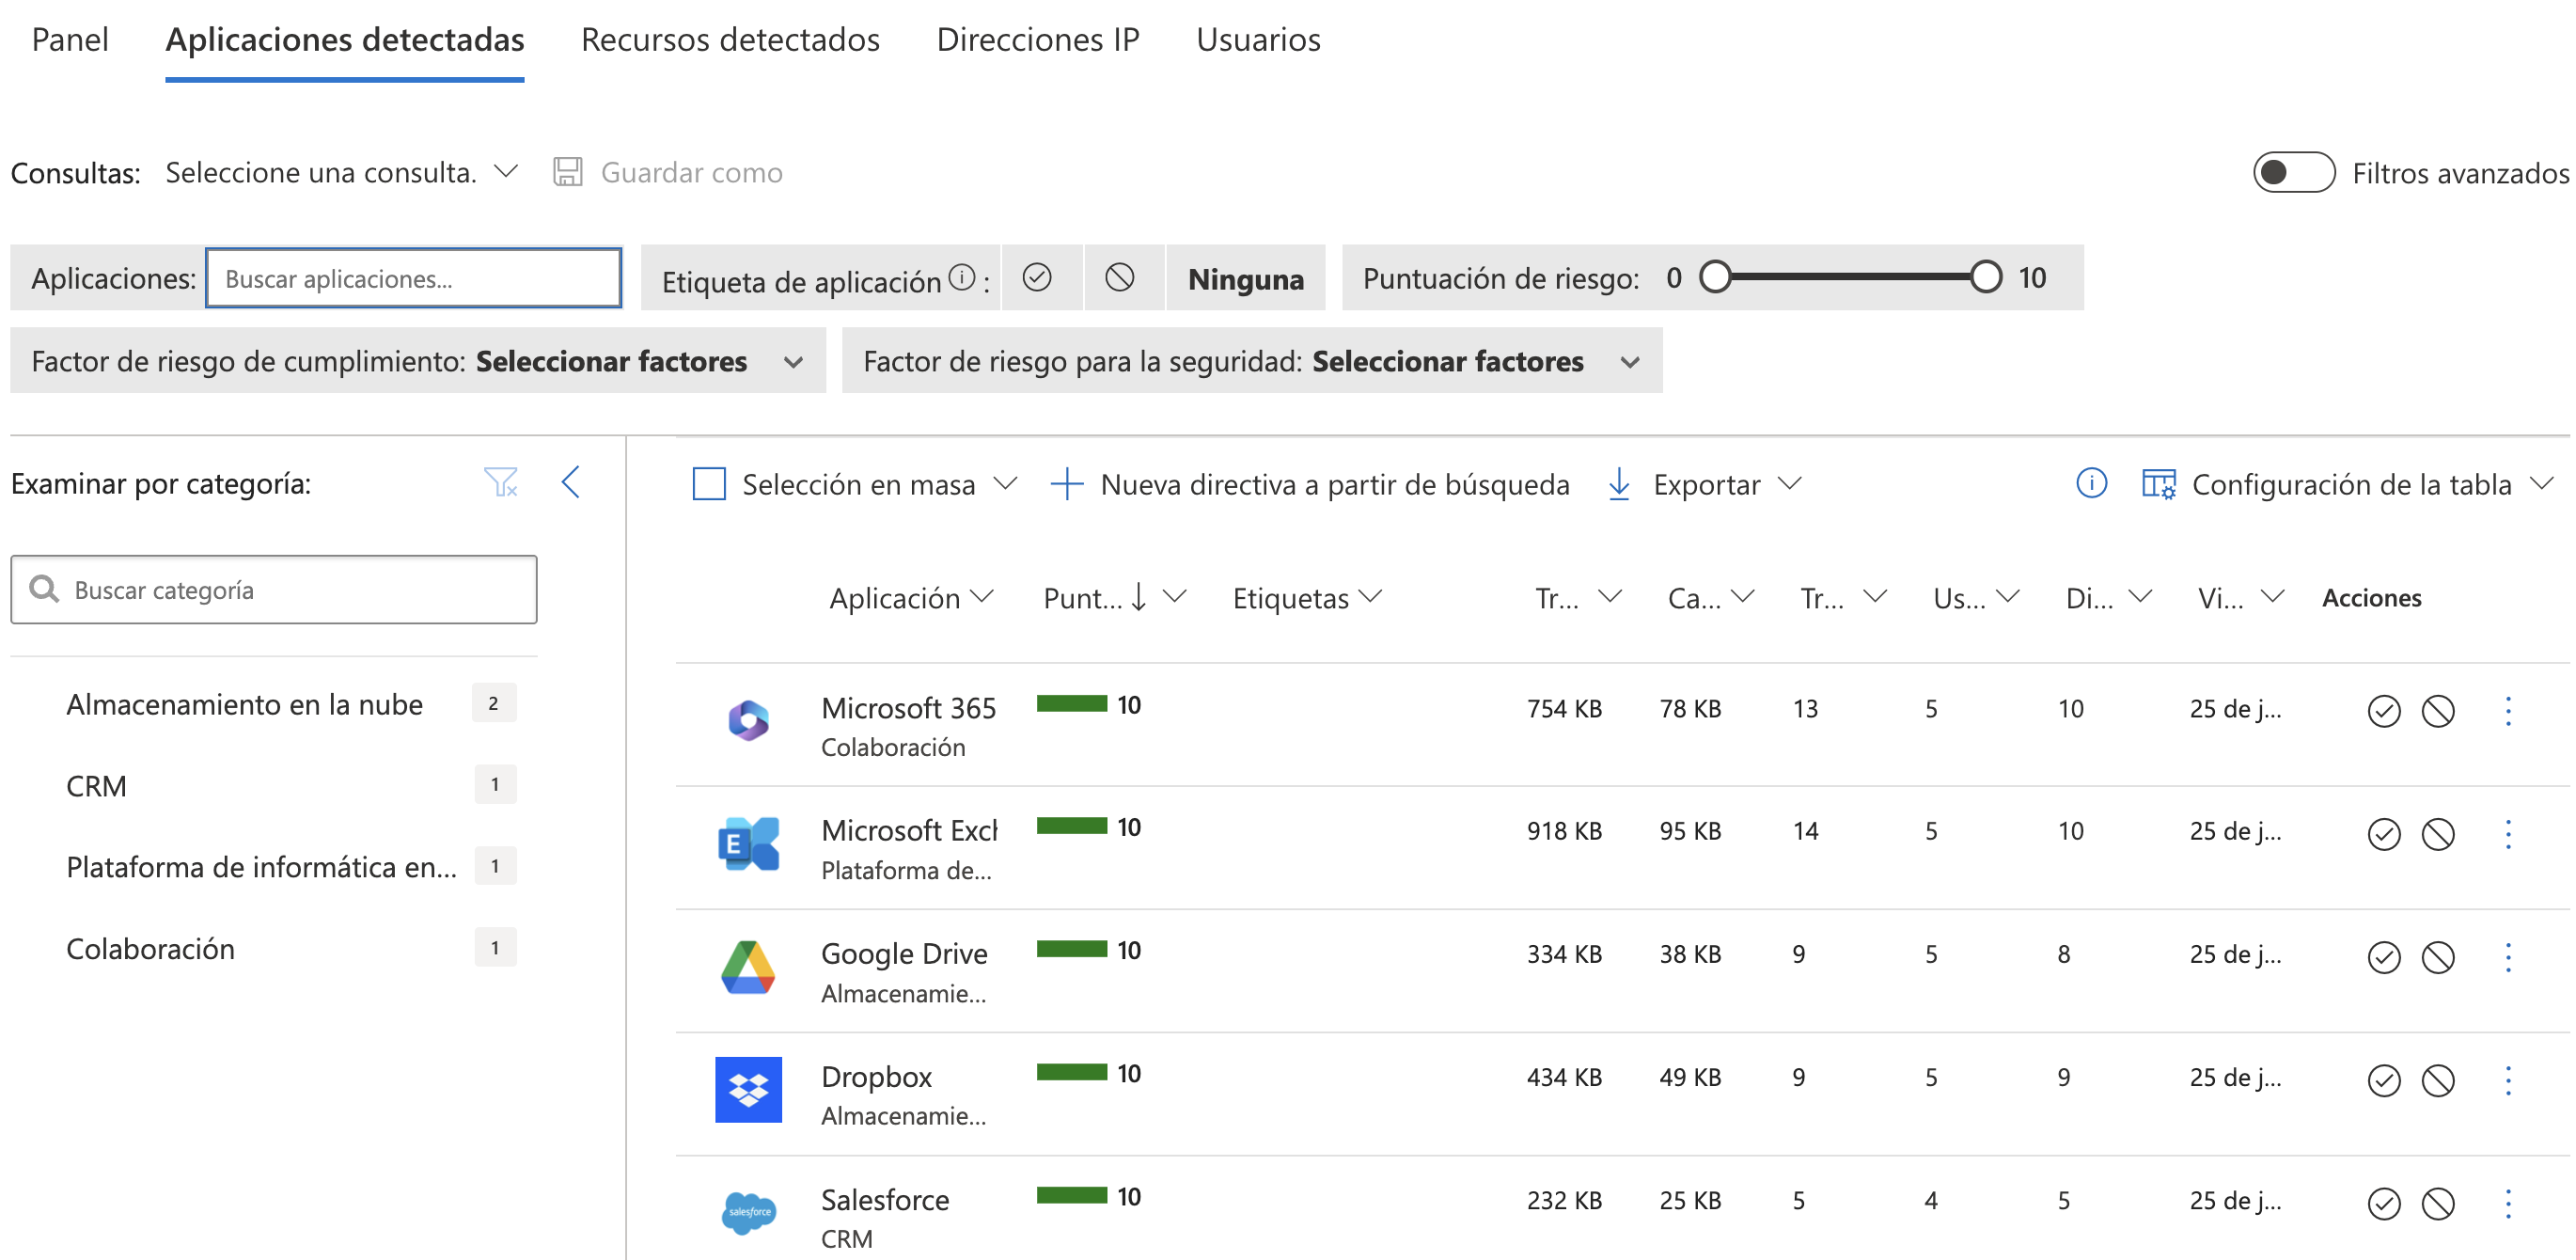 Panel Aplicaciones detectadas Recursos detectados Direcciones IP Usuarios
Consultas: Seleccione una consulta. Guardar como Filtros avanzados
Aplicaciones: Buscar aplicaciones... Etiqueta de aplicación : Ninguna Puntuación de riesgo: 0 10
Factor de riesgo de cumplimiento: Seleccionar factores Factor de riesgo para la seguridad: Seleccionar factores
Examinar por categoría:
Buscar categoría
Almacenamiento en la nube 2
CRM 1
Plataforma de informática en... 1
Colaboración 1
Selección en masa Nueva directiva a partir de búsqueda Exportar Configuración de la tabla
Aplicación Punt... Etiquetas Tr... Ca... Tr... Us... Di... Vi... Acciones
Microsoft 365 10 754 KB 78 KB 13 5 10 25 de j...
Colaboración
Microsoft Exch 10 918 KB 95 KB 14 5 10 25 de j...
E
Plataforma de...
Google Drive 10 334 KB 38 KB 9 5 8 25 de j...
Almacenamie...
Dropbox 10 434 KB 49 KB 9 5 9 25 de j...
Almacenamie...
Salesforce 10 232 KB 25 KB 5 4 5 25 de j...
salesforce
CRM